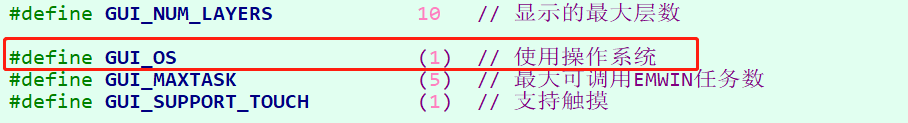 #define GUI_NUM_LAYERS 10 // 显示的最大层数
#define GUI_OS (1) // 使用操作系统
#define GUI_MAXTASK (5) // 最大可调用EMWIN任务数
#define GUI_SUPPORT_TOUCH (1) // 支持触摸